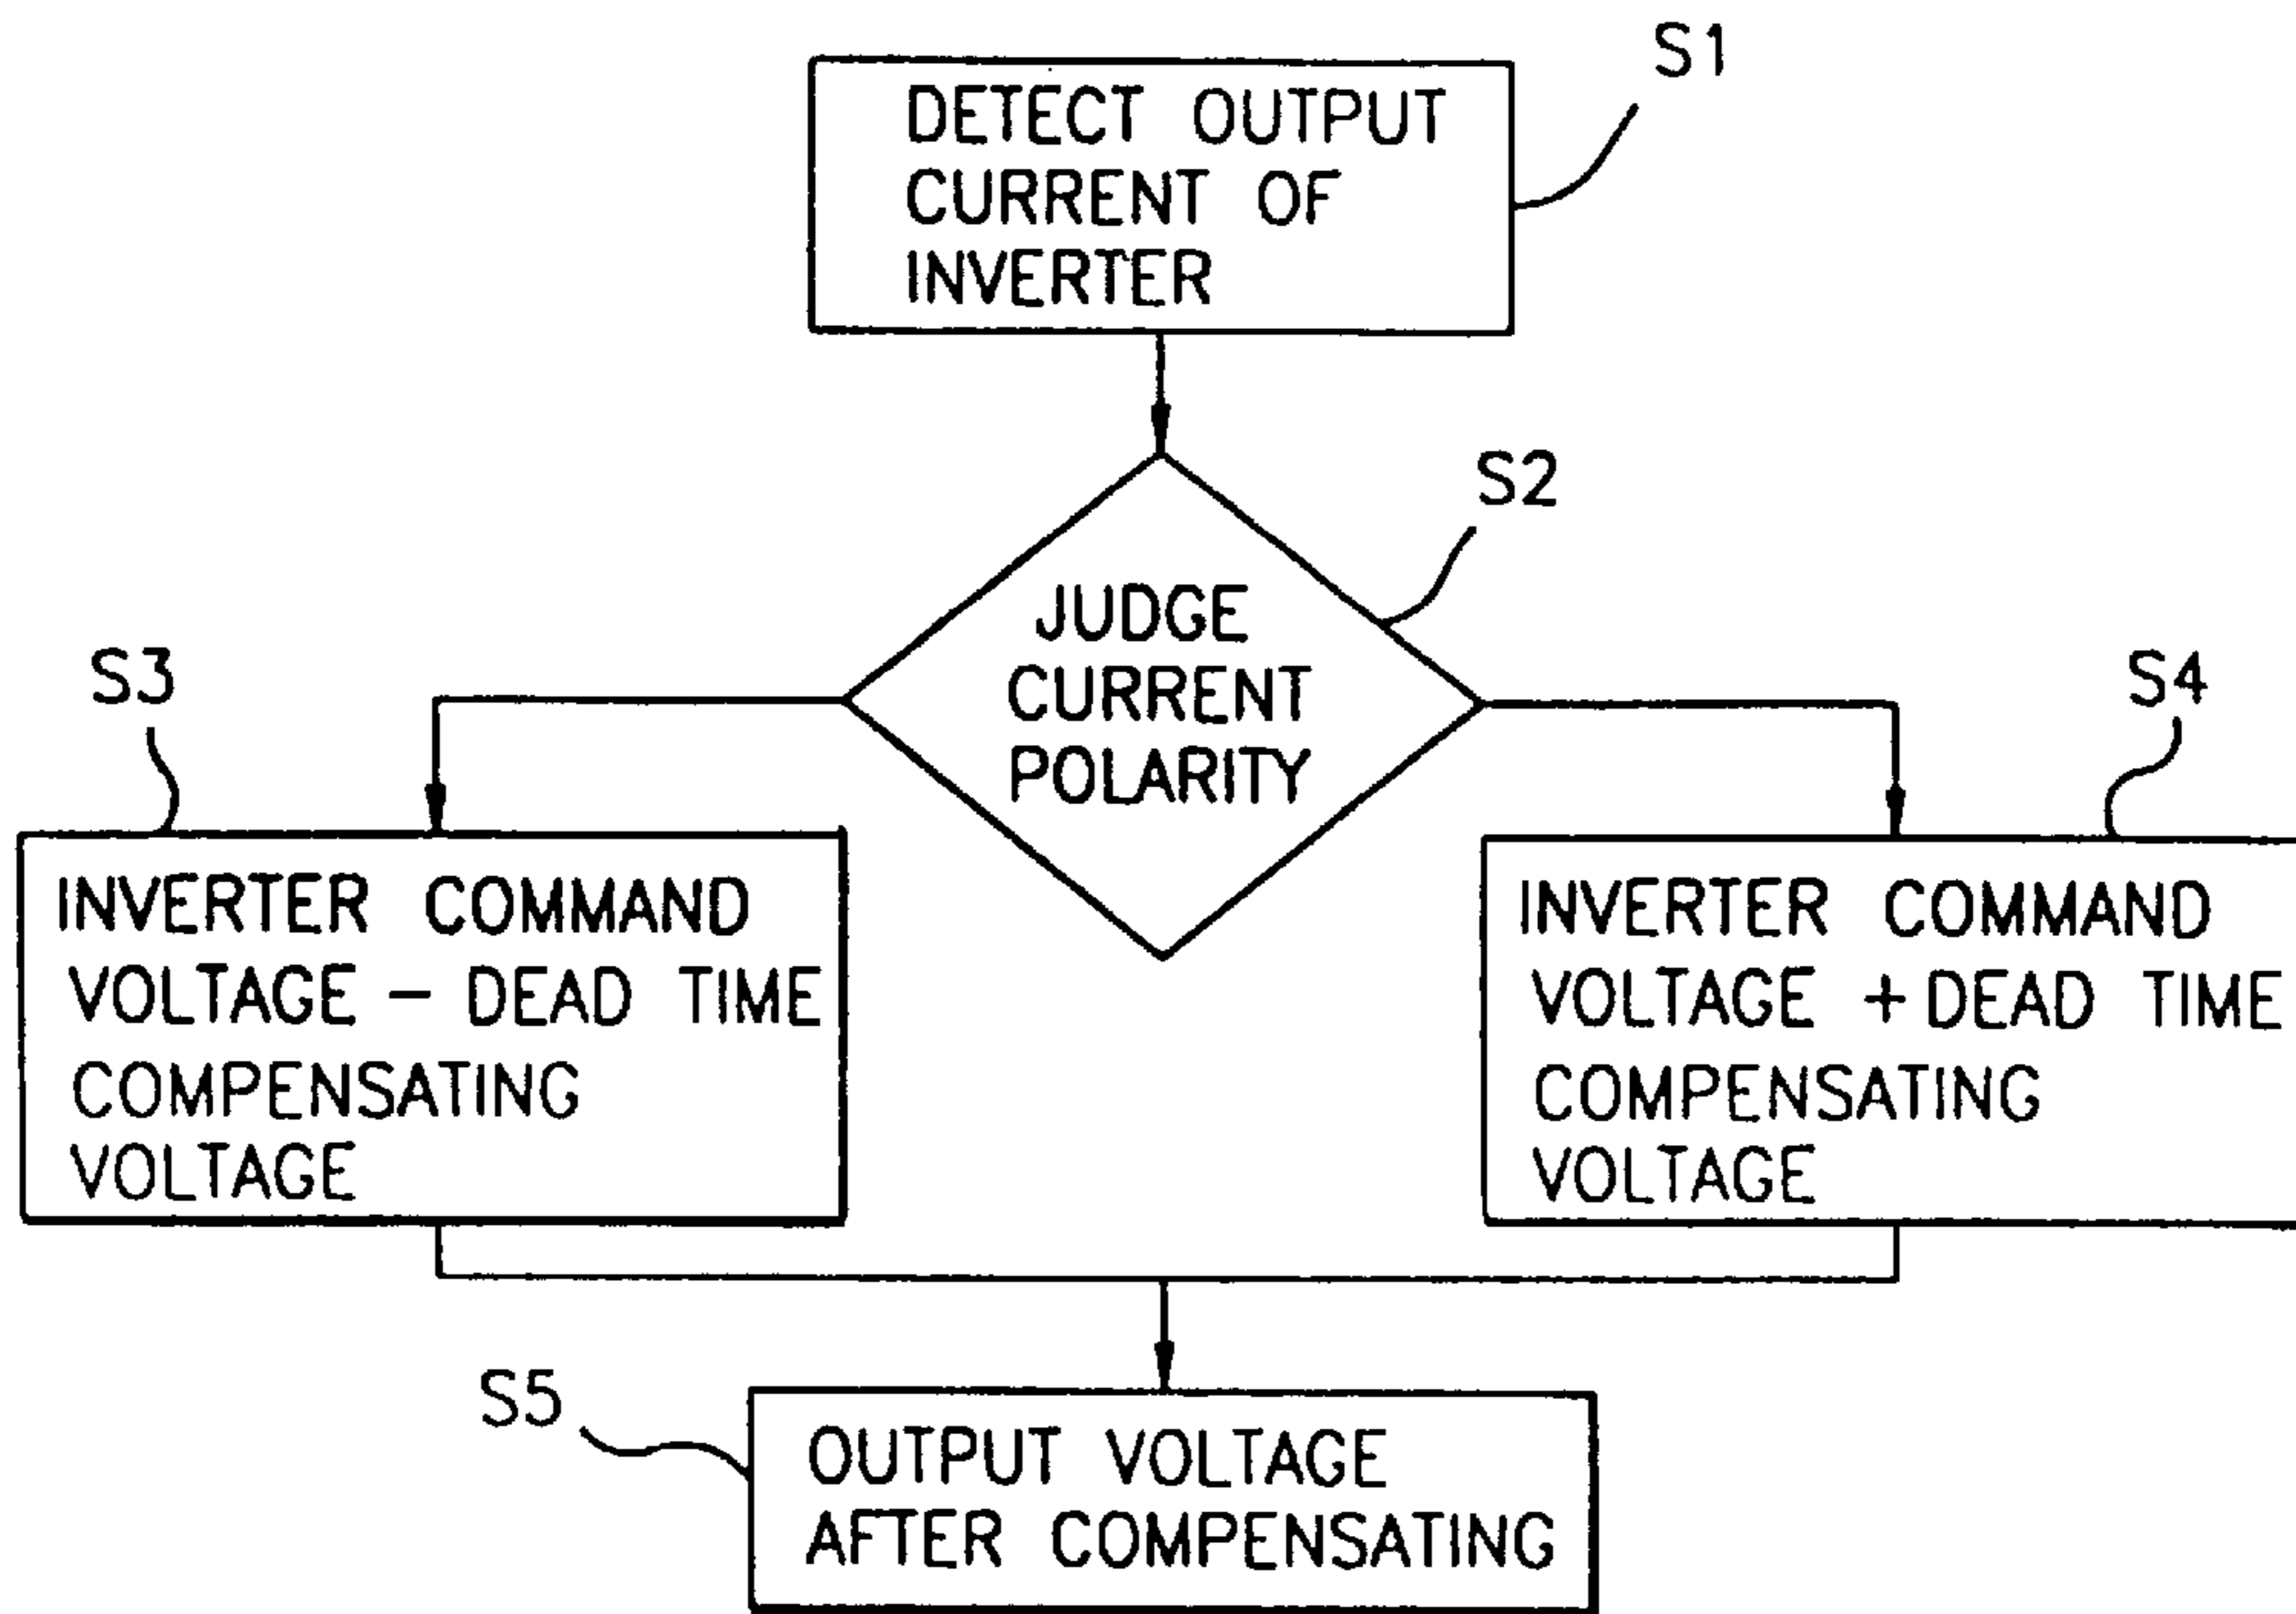 S1
DETECT OUTPUT
CURRENT OF
INVERTER
S2
JUDGE
CURRENT
POLARITY
S3
INVERTER COMMAND
VOLTAGE - DEAD TIME
COMPENSATING
VOLTAGE
S4
INVERTER COMMAND
VOLTAGE + DEAD TIME
COMPENSATING
VOLTAGE
S5
OUTPUT VOLTAGE
AFTER COMPENSATING